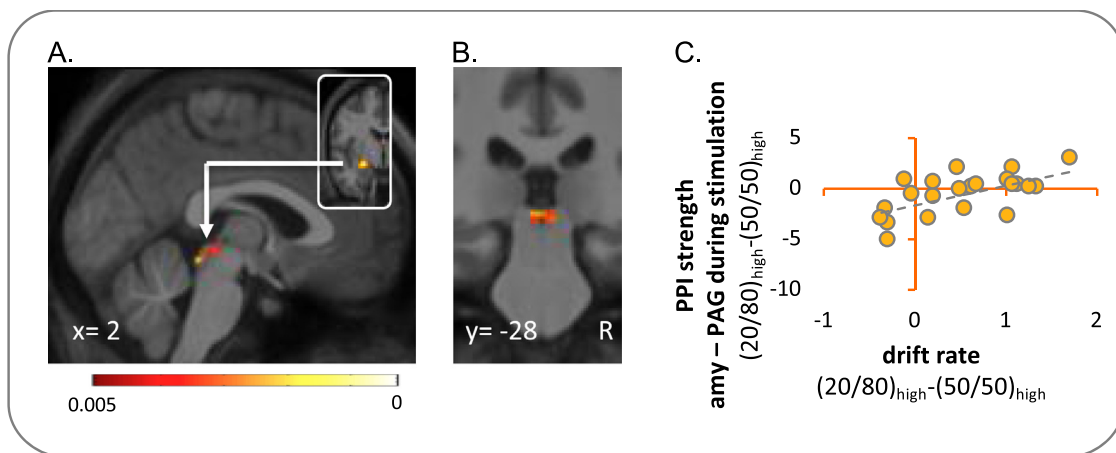 A.
B.
C.
x= 2
y= -28
R
0.005
0
PPI strength
amy – PAG during stimulation
(20/80)high-(50/50)high
5
0
-5
-10
-1
0
1
2
drift rate
(20/80)high-(50/50)high